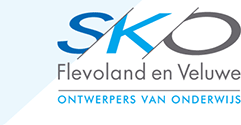 SKO
Flevoland en Veluwe
ONTWERPERS VAN ONDERWIJS